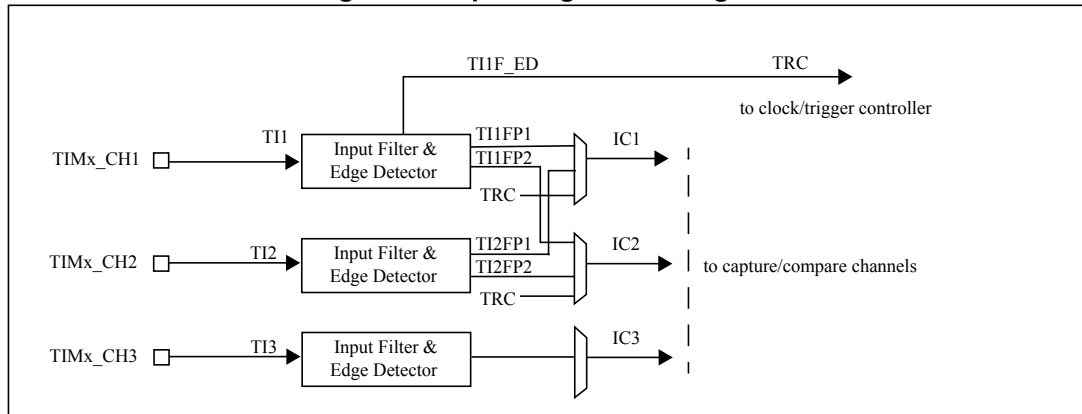 TI1F_ED
TRC
to clock/trigger controller
TIMx_CH1
TI1
Input Filter &
Edge Detector
TI1FP1
TI1FP2
TRC
IC1
TIMx_CH2
TI2
Input Filter &
Edge Detector
TI2FP1
TI2FP2
TRC
IC2
to capture/compare channels
TIMx_CH3
TI3
Input Filter &
Edge Detector
IC3